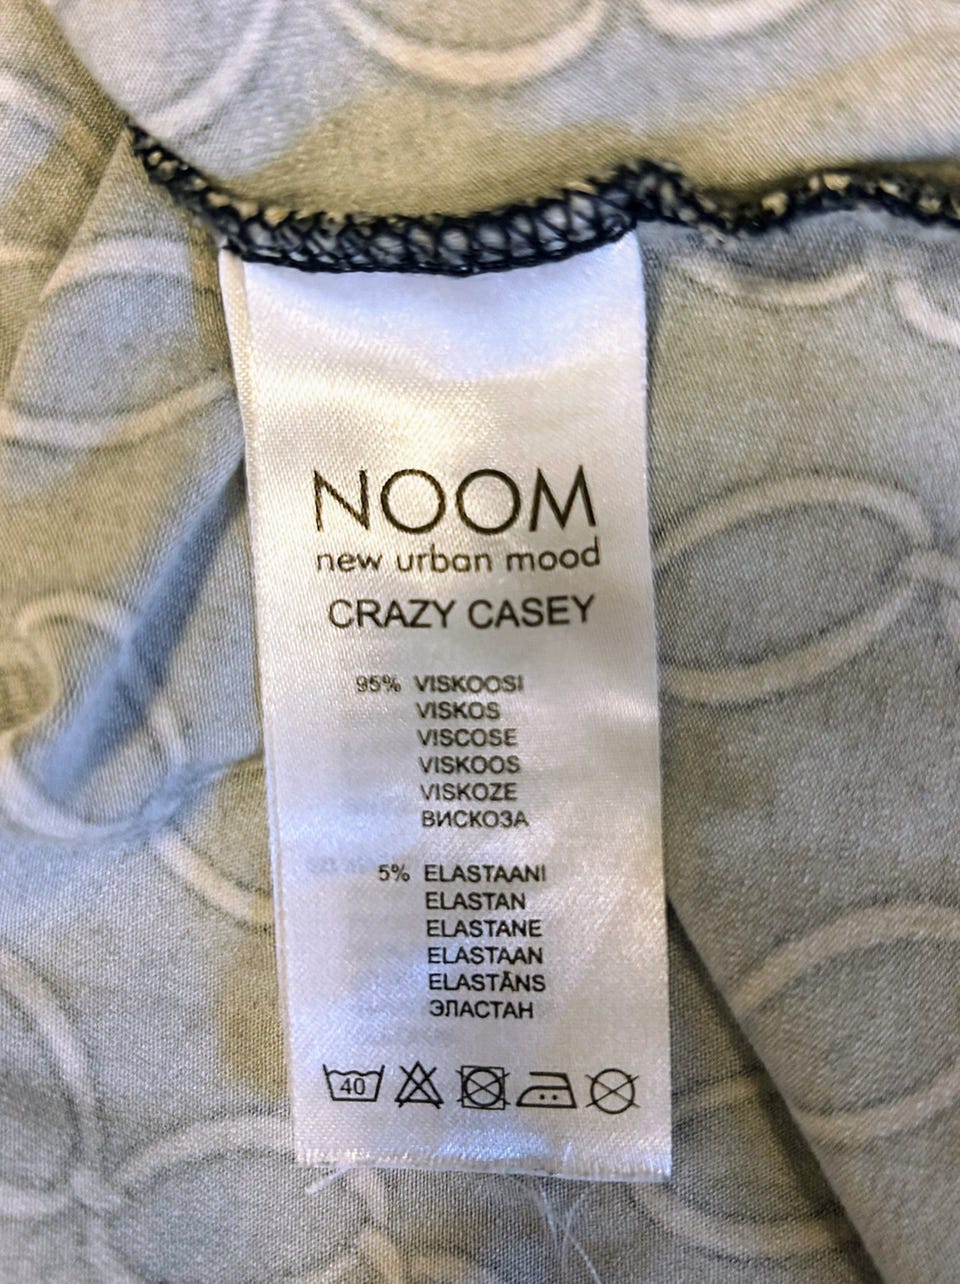 NOOM
new urban mood
CRAZY CASEY
95% VISKOOSI
VISKOS
VISCOSE
VISKOOS
VISKOZE
ВИСКОЗА
5% ELASTAANI
ELASTAN
ELASTANE
ELASTAAN
ELASTĀNS
ЭЛАСТАН
40